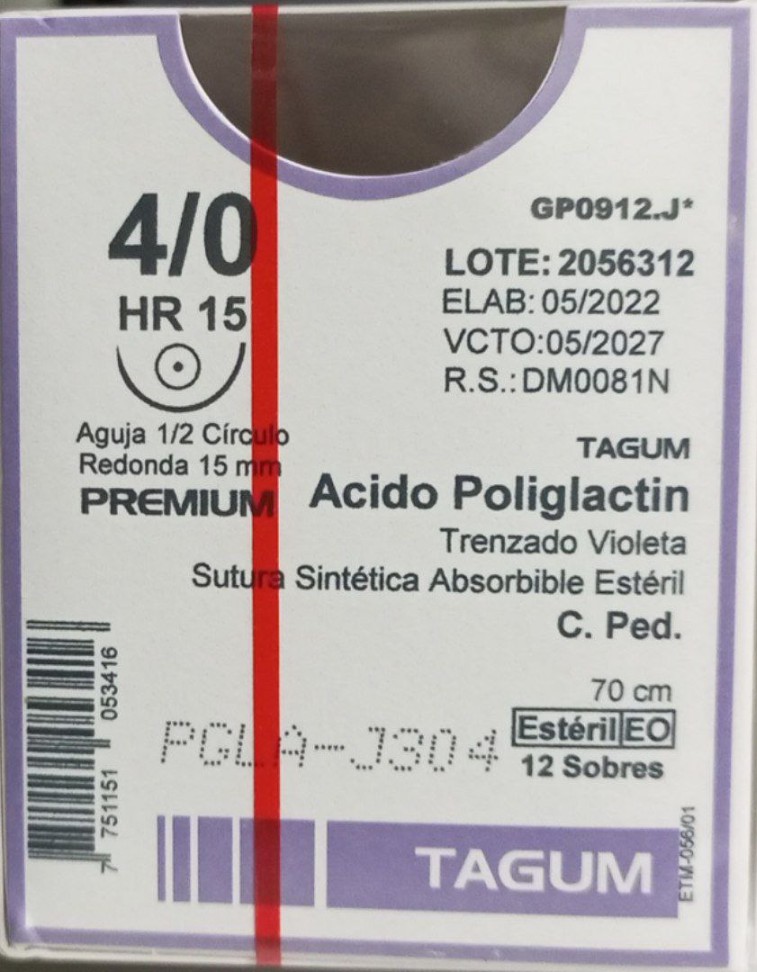 4/0
HR 15
Aguja 1/2 Círculo
Redonda 15 mm
PREMIUM
GP0912.J*
LOTE: 2056312
ELAB: 05/2022
VCTO:05/2027
R.S.: DM0081N
TAGUM
Acido Poliglactin
Trenzado Violeta
Sutura Sintética Absorbible Estéril
C. Ped.
70 cm
Estéril EO
12 Sobres
PGLA-J304
7 751151 053416
TAGUM
ETM-056/01